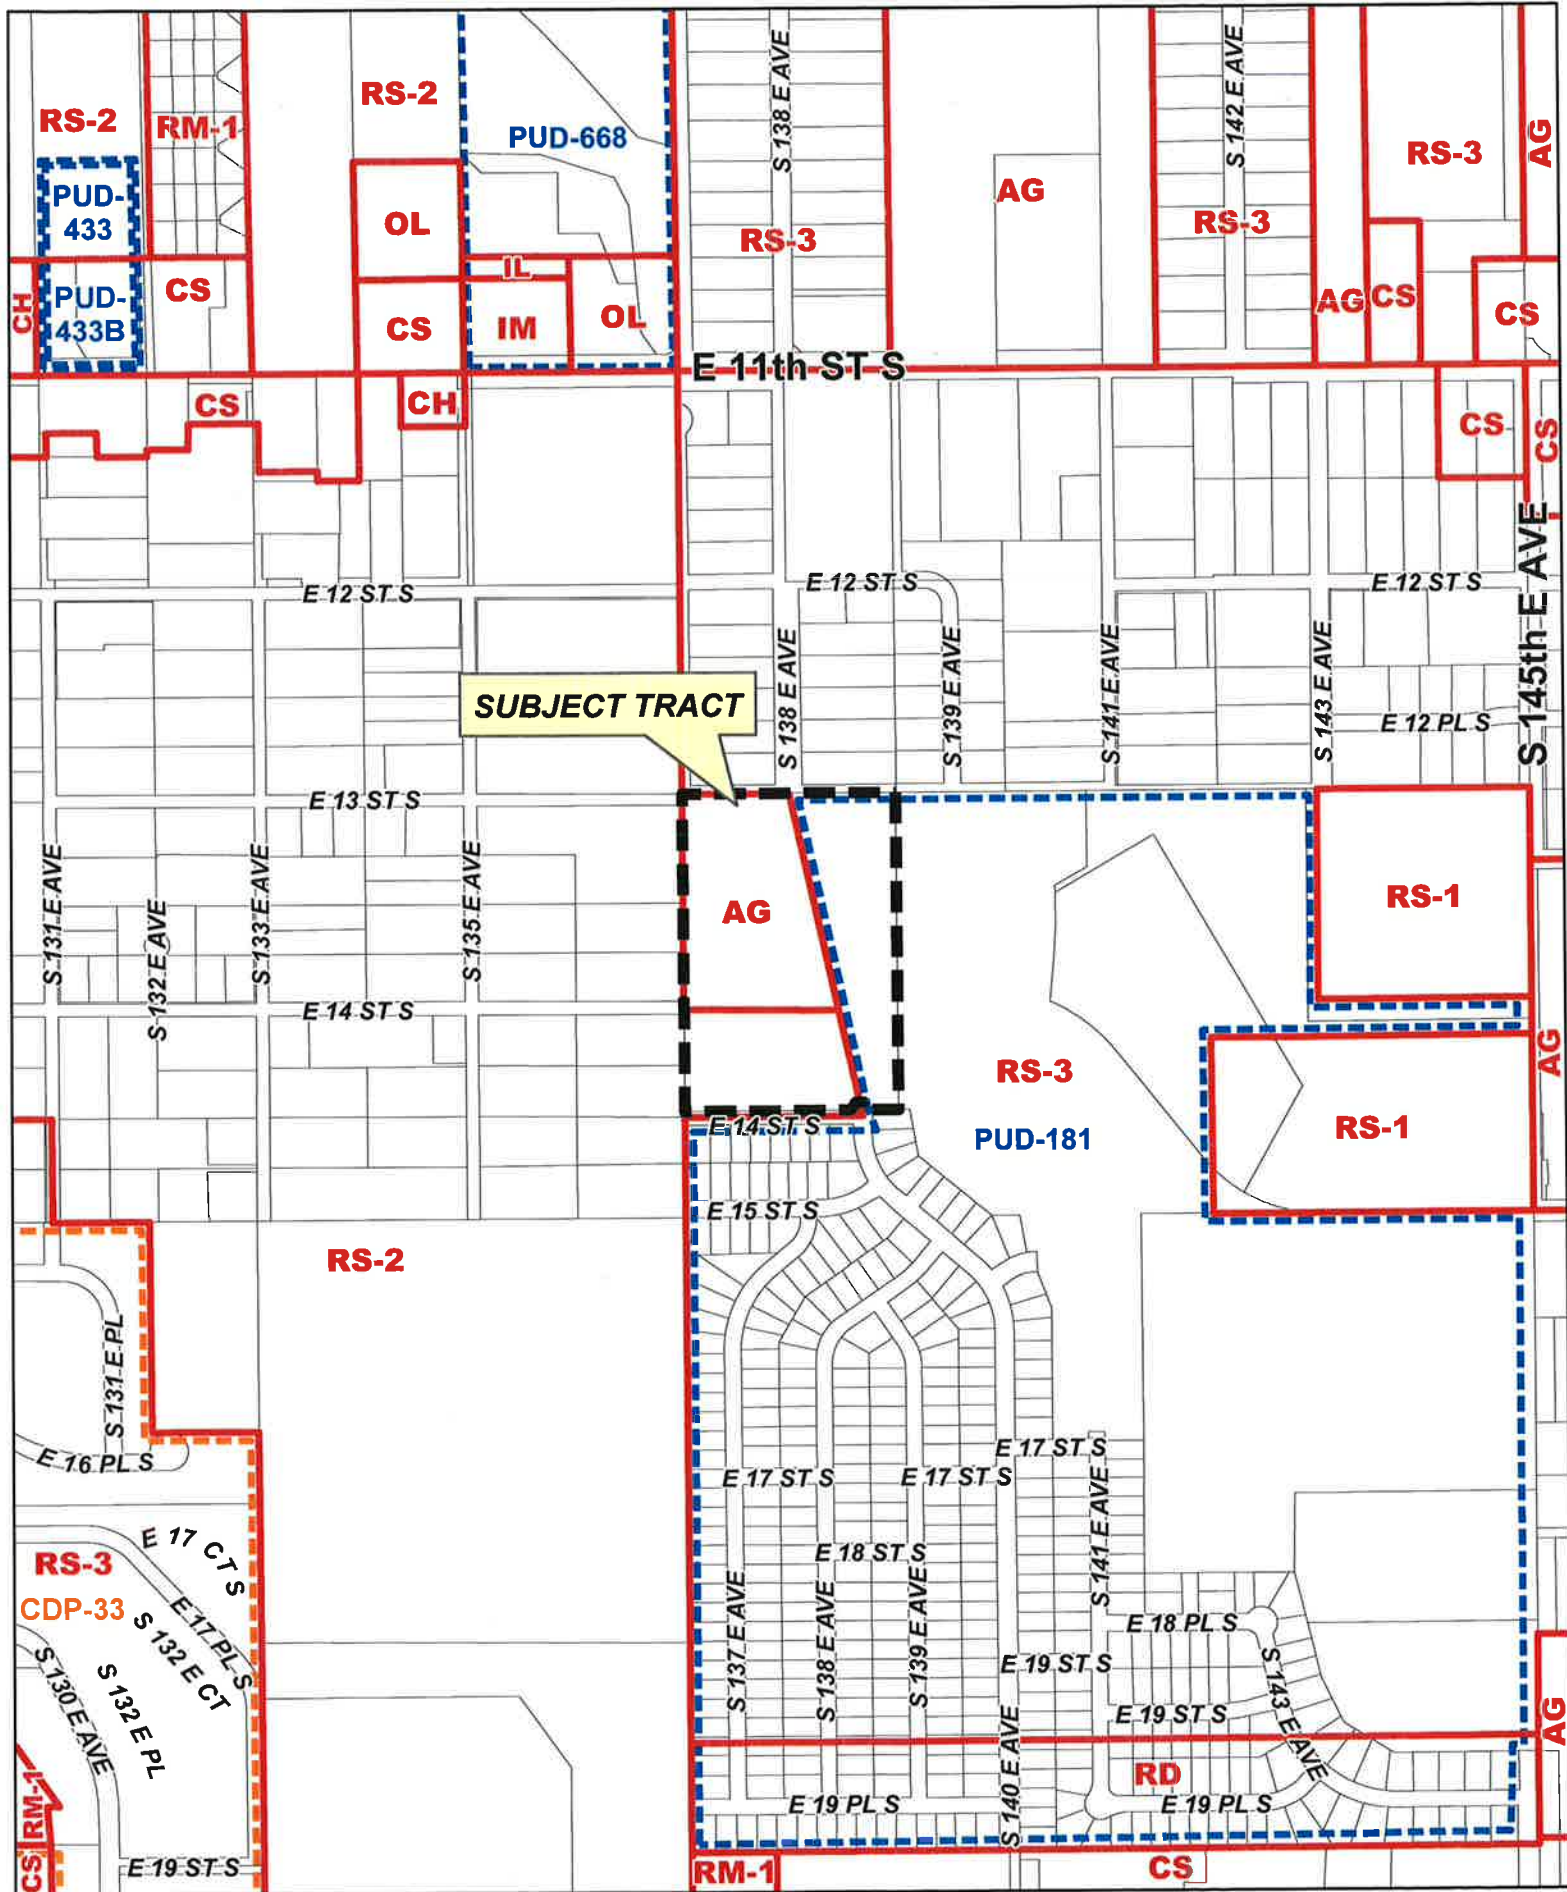 S 138 E AVE
S 142 E AVE
RS-2
RM-1
RS-2
PUD-668
RS-3
AG
PUD-
433
OL
AG
RS-3
RS-3
IL
CH
PUD-
433B
CS
CS
IM
OL
AG
CS
CS
E 11th ST S
CS
CH
CS
CS
S 145th E AVE
E 12 ST S
E 12 ST S
E 12 ST S
S 138 E AVE
S 139 E AVE
S 141 E AVE
S 143 E AVE
E 12 PL S
SUBJECT TRACT
E 13 ST S
S 131 E AVE
S 132 E AVE
S 133 E AVE
S 135 E AVE
AG
RS-1
E 14 ST S
RS-3
AG
E 14 ST S
PUD-181
RS-1
E 15 ST S
RS-2
S 131 E PL
E 16 PL S
E 17 ST S
E 17 ST S
E 17 ST S
S 141 E AVE
E 17 CT S
RS-3
CDP-33
E 17 PL S
S 132 E CT
S 132 E PL
S 130 E AVE
E 18 ST S
S 137 E AVE
S 138 E AVE
S 139 E AVE
E 18 PL S
E 19 ST S
S 143 E AVE
E 19 ST S
AG
S 140 E AVE
RD
E 19 PL S
E 19 PL S
RM-1
CS
E 19 ST S
RM-1
CS